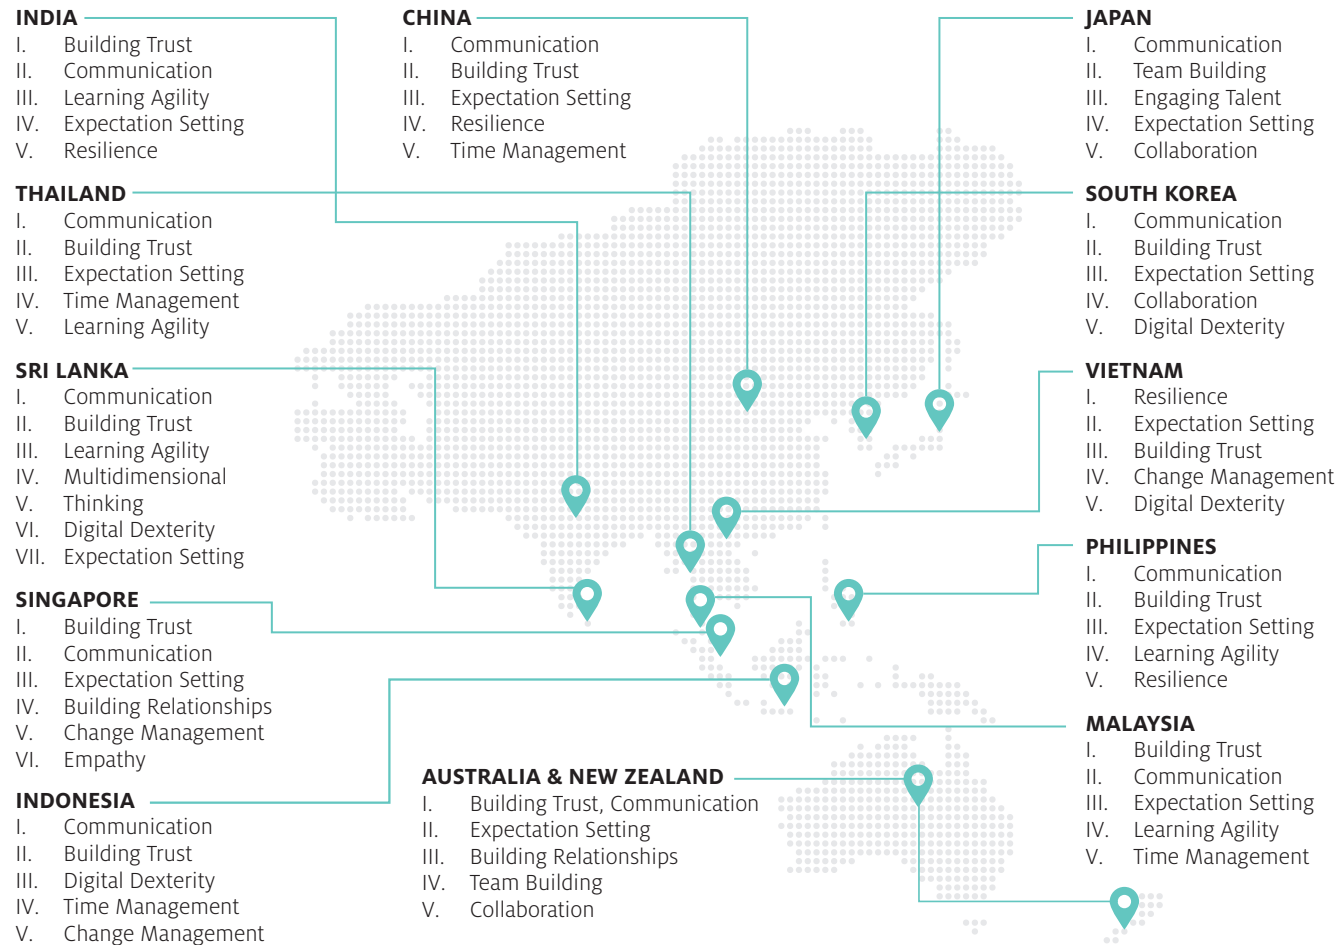 INDIA
I. Building Trust
II. Communication
III. Learning Agility
IV. Expectation Setting
V. Resilience
CHINA
I. Communication
II. Building Trust
III. Expectation Setting
IV. Resilience
V. Time Management
JAPAN
I. Communication
II. Team Building
III. Engaging Talent
IV. Expectation Setting
V. Collaboration
THAILAND
I. Communication
II. Building Trust
III. Expectation Setting
IV. Time Management
V. Learning Agility
SOUTH KOREA
I. Communication
II. Building Trust
III. Expectation Setting
IV. Collaboration
V. Digital Dexterity
SRI LANKA
I. Communication
II. Building Trust
III. Learning Agility
IV. Multidimensional
V. Thinking
VI. Digital Dexterity
VII. Expectation Setting
VIETNAM
I. Resilience
II. Expectation Setting
III. Building Trust
IV. Change Management
V. Digital Dexterity
PHILIPPINES
I. Communication
II. Building Trust
III. Expectation Setting
IV. Learning Agility
V. Resilience
SINGAPORE
I. Building Trust
II. Communication
III. Expectation Setting
IV. Building Relationships
V. Change Management
VI. Empathy
MALAYSIA
I. Building Trust
II. Communication
III. Expectation Setting
IV. Learning Agility
V. Time Management
INDONESIA
I. Communication
II. Building Trust
III. Digital Dexterity
IV. Time Management
V. Change Management
AUSTRALIA & NEW ZEALAND
I. Building Trust, Communication
II. Expectation Setting
III. Building Relationships
IV. Team Building
V. Collaboration